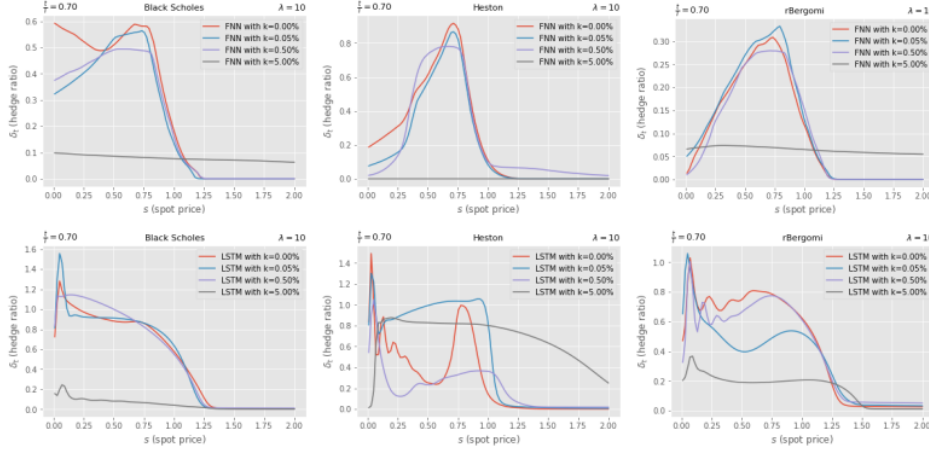 t/T = 0.70 Black Scholes λ = 10
FNN with k=0.00%
FNN with k=0.05%
FNN with k=0.50%
FNN with k=5.00%
δt (hedge ratio)
0.6
0.5
0.4
0.3
0.2
0.1
0.0
0.00 0.25 0.50 0.75 1.00 1.25 1.50 1.75 2.00
s (spot price)
t/T = 0.70 Heston λ = 10
FNN with k=0.00%
FNN with k=0.05%
FNN with k=0.50%
FNN with k=5.00%
δt (hedge ratio)
0.8
0.6
0.4
0.2
0.0
0.00 0.25 0.50 0.75 1.00 1.25 1.50 1.75 2.00
s (spot price)
t/T = 0.70 rBergomi λ = 10
FNN with k=0.00%
FNN with k=0.05%
FNN with k=0.50%
FNN with k=5.00%
δt (hedge ratio)
0.30
0.25
0.20
0.15
0.10
0.05
0.00
0.00 0.25 0.50 0.75 1.00 1.25 1.50 1.75 2.00
s (spot price)
t/T = 0.70 Black Scholes λ = 10
LSTM with k=0.00%
LSTM with k=0.05%
LSTM with k=0.50%
LSTM with k=5.00%
δt (hedge ratio)
1.6
1.4
1.2
1.0
0.8
0.6
0.4
0.2
0.0
0.00 0.25 0.50 0.75 1.00 1.25 1.50 1.75 2.00
s (spot price)
t/T = 0.70 Heston λ = 10
LSTM with k=0.00%
LSTM with k=0.05%
LSTM with k=0.50%
LSTM with k=5.00%
δt (hedge ratio)
1.4
1.2
1.0
0.8
0.6
0.4
0.2
0.0
0.00 0.25 0.50 0.75 1.00 1.25 1.50 1.75 2.00
s (spot price)
t/T = 0.70 rBergomi λ = 10
LSTM with k=0.00%
LSTM with k=0.05%
LSTM with k=0.50%
LSTM with k=5.00%
δt (hedge ratio)
1.0
0.8
0.6
0.4
0.2
0.0
0.00 0.25 0.50 0.75 1.00 1.25 1.50 1.75 2.00
s (spot price)